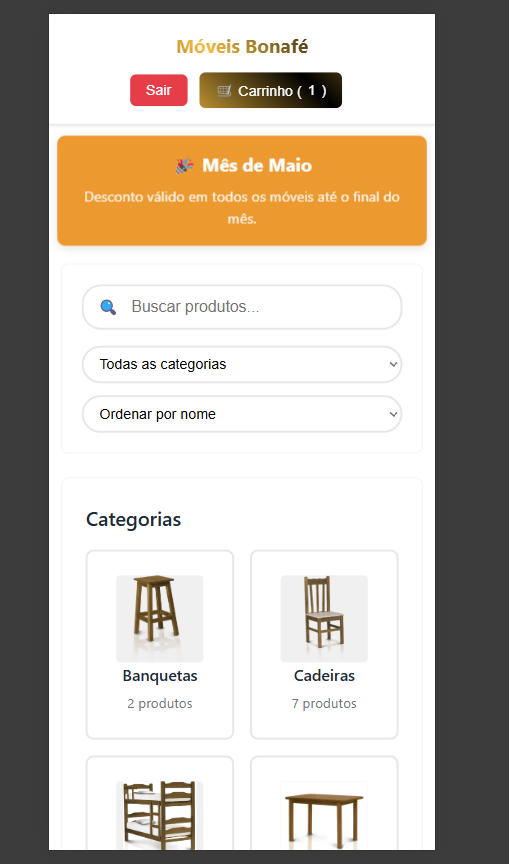 Móveis Bonafé
Sair
🛒 Carrinho ( 1 )
🎉 Mês de Maio
Desconto válido em todos os móveis até o final do
mês.
🔍 Buscar produtos...
Todas as categorias
Ordenar por nome
Categorias
Banquetas
2 produtos
Cadeiras
7 produtos